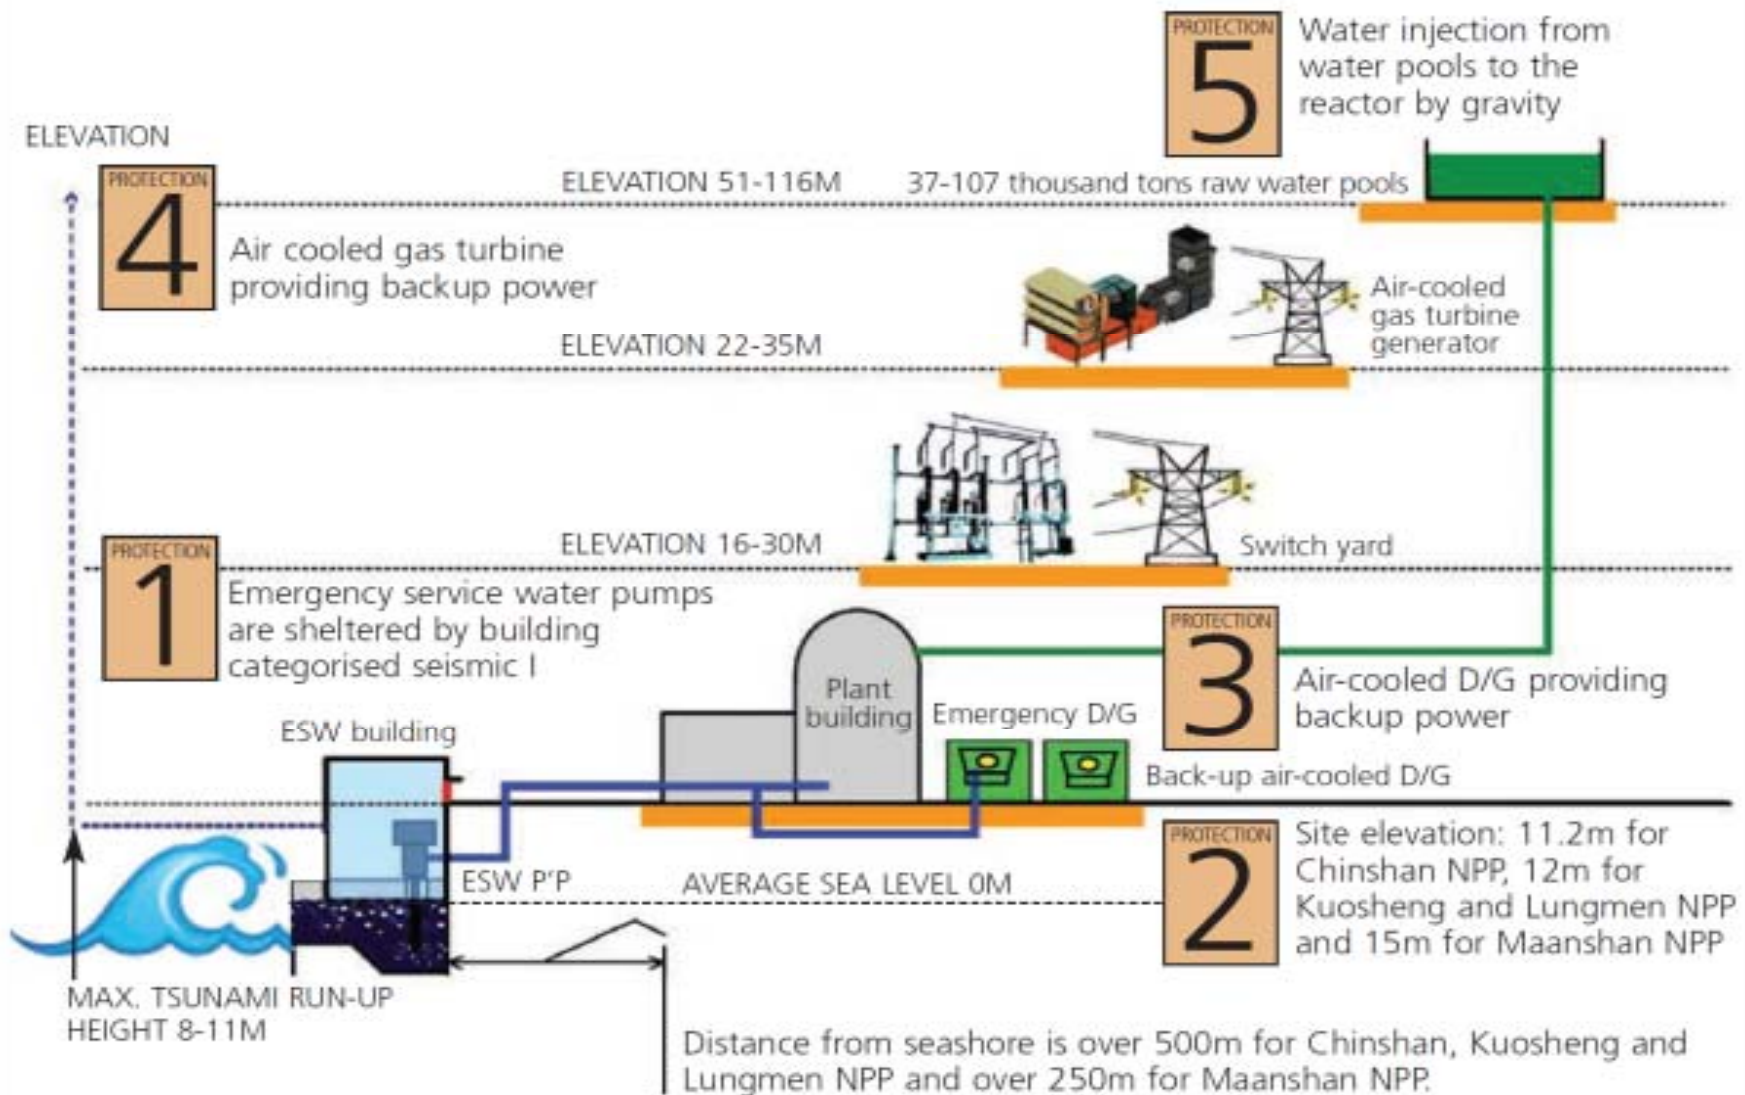 PROTECTION
5
Water injection from
water pools to the
reactor by gravity
ELEVATION
PROTECTION
4
Air cooled gas turbine
providing backup power
ELEVATION 51-116M
37-107 thousand tons raw water pools
Air-cooled
gas turbine
generator
ELEVATION 22-35M
ELEVATION 16-30M
Switch yard
PROTECTION
1
Emergency service water pumps
are sheltered by building
categorised seismic I
PROTECTION
3
Air-cooled D/G providing
backup power
Plant
building
Emergency D/G
Back-up air-cooled D/G
ESW building
ESW P'P
AVERAGE SEA LEVEL 0M
PROTECTION
2
Site elevation: 11.2m for
Chinshan NPP, 12m for
Kuosheng and Lungmen NPP
and 15m for Maanshan NPP
MAX. TSUNAMI RUN-UP
HEIGHT 8-11M
Distance from seashore is over 500m for Chinshan, Kuosheng and
Lungmen NPP and over 250m for Maanshan NPP.